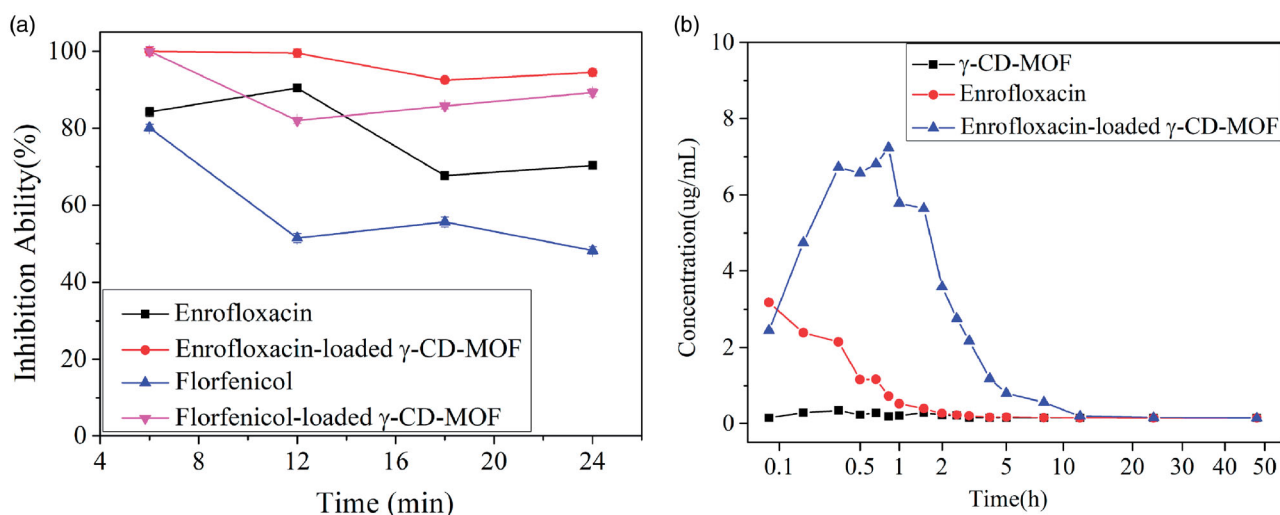 (a)
Inhibition Ability(%)
100
80
60
40
20
0
Enrofloxacin
Enrofloxacin-loaded γ-CD-MOF
Florfenicol
Florfenicol-loaded γ-CD-MOF
4 8 12 16 20 24
Time (min)
(b)
Concentration(ug/mL)
10
8
6
4
2
0
γ-CD-MOF
Enrofloxacin
Enrofloxacin-loaded γ-CD-MOF
0.1 0.5 1 2 5 10 20 30 40 50
Time(h)